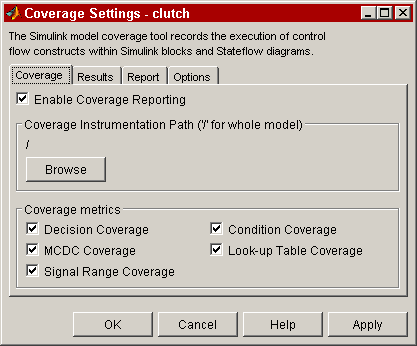 Coverage Settings - clutch
The Simulink model coverage tool records the execution of control
flow constructs within Simulink blocks and Stateflow diagrams.
Coverage Results Report Options
Enable Coverage Reporting
Coverage Instrumentation Path ('/' for whole model)
/
Browse
Coverage metrics
Decision Coverage Condition Coverage
MCDC Coverage Look-up Table Coverage
Signal Range Coverage
OK Cancel Help Apply